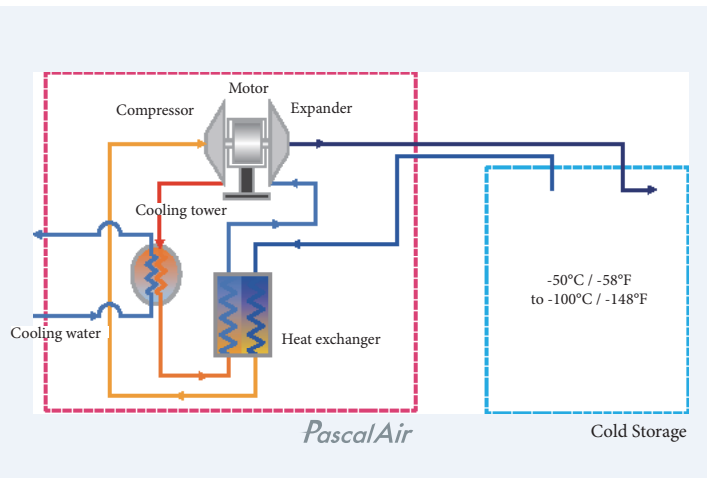 Motor
Compressor
Expander
Cooling tower
-50°C / -58°F
to -100°C / -148°F
Cooling water
Heat exchanger
PascalAir
Cold Storage